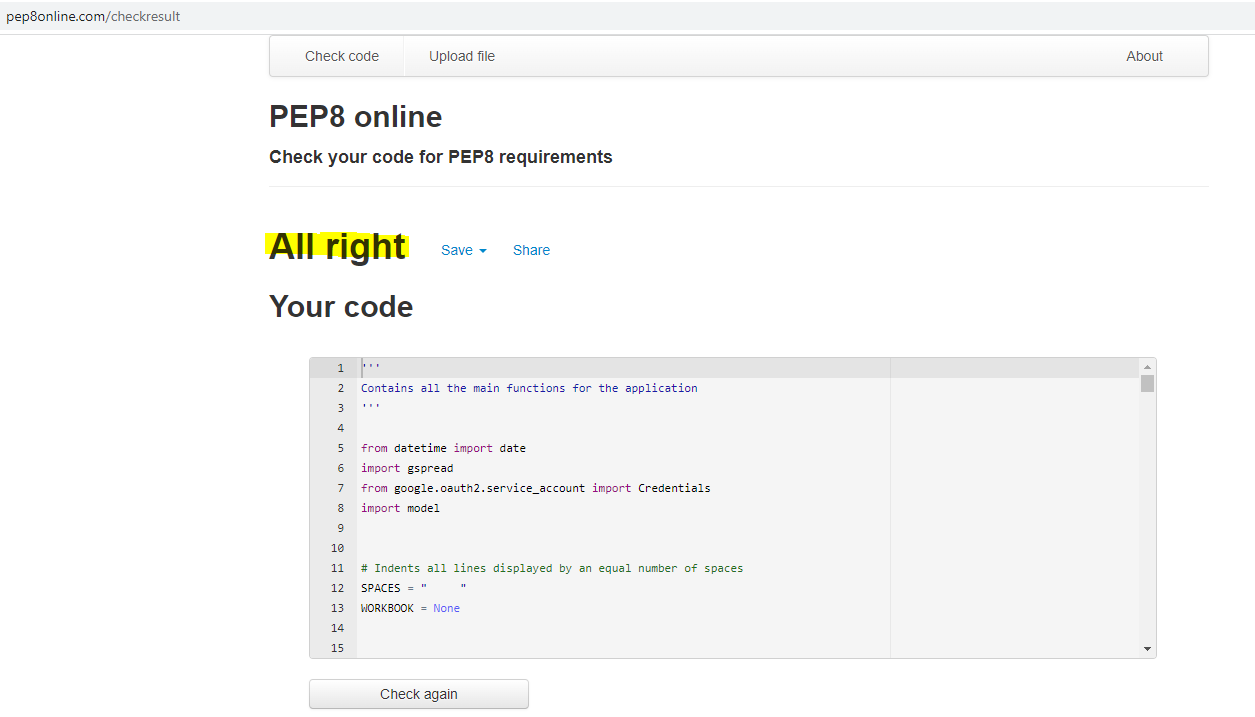 pep8online.com/checkresult
Check code Upload file About
PEP8 online
Check your code for PEP8 requirements
All right Save Share
Your code
1 '''
2 Contains all the main functions for the application
3 '''
4
5 from datetime import date
6 import gspread
7 from google.oauth2.service_account import Credentials
8 import model
9
10
11 # Indents all lines displayed by an equal number of spaces
12 SPACES = "     "
13 WORKBOOK = None
14
15
Check again